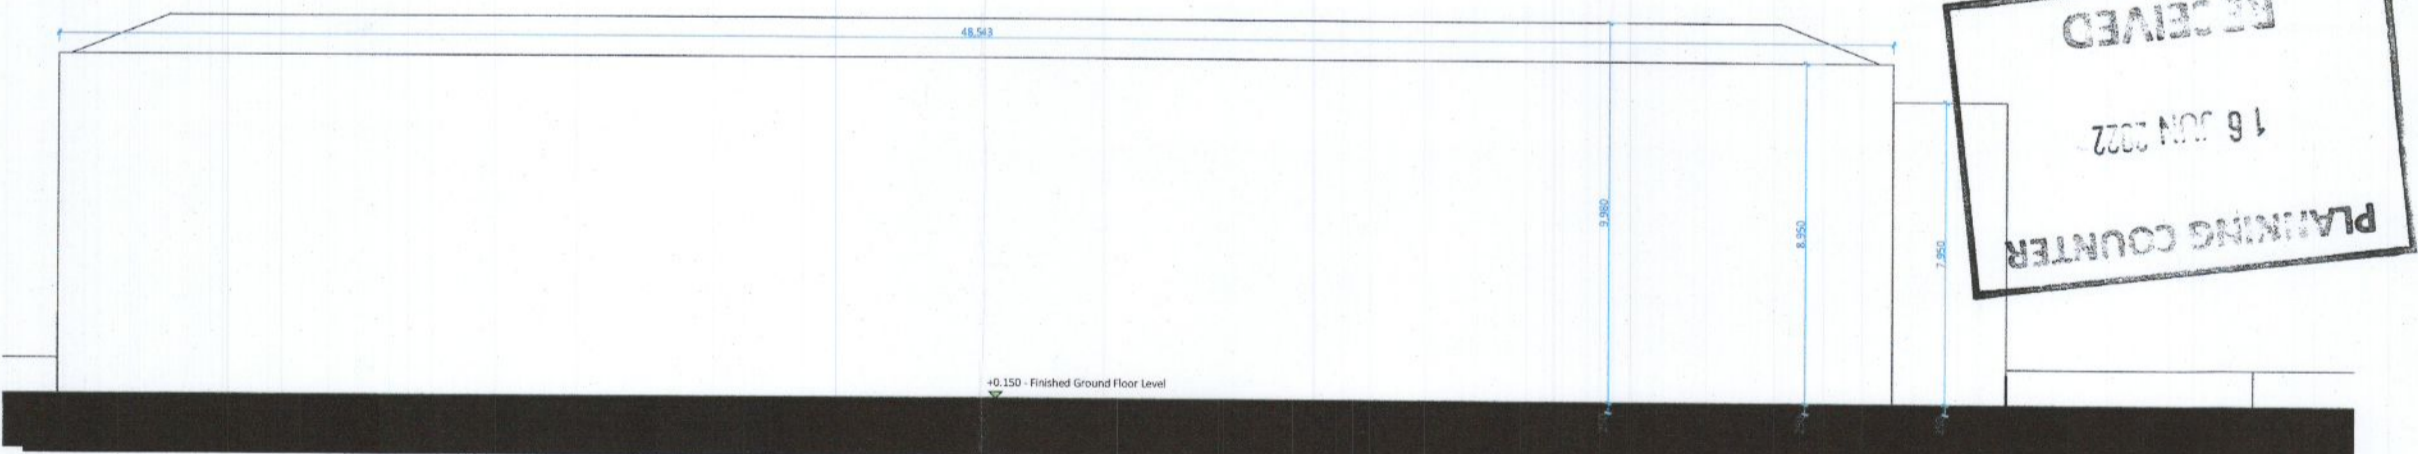 48,543
9.980
8.950
7.950
+0.150 - Finished Ground Floor Level
PLANNING COUNTER
16 JUN 2022
RECEIVED